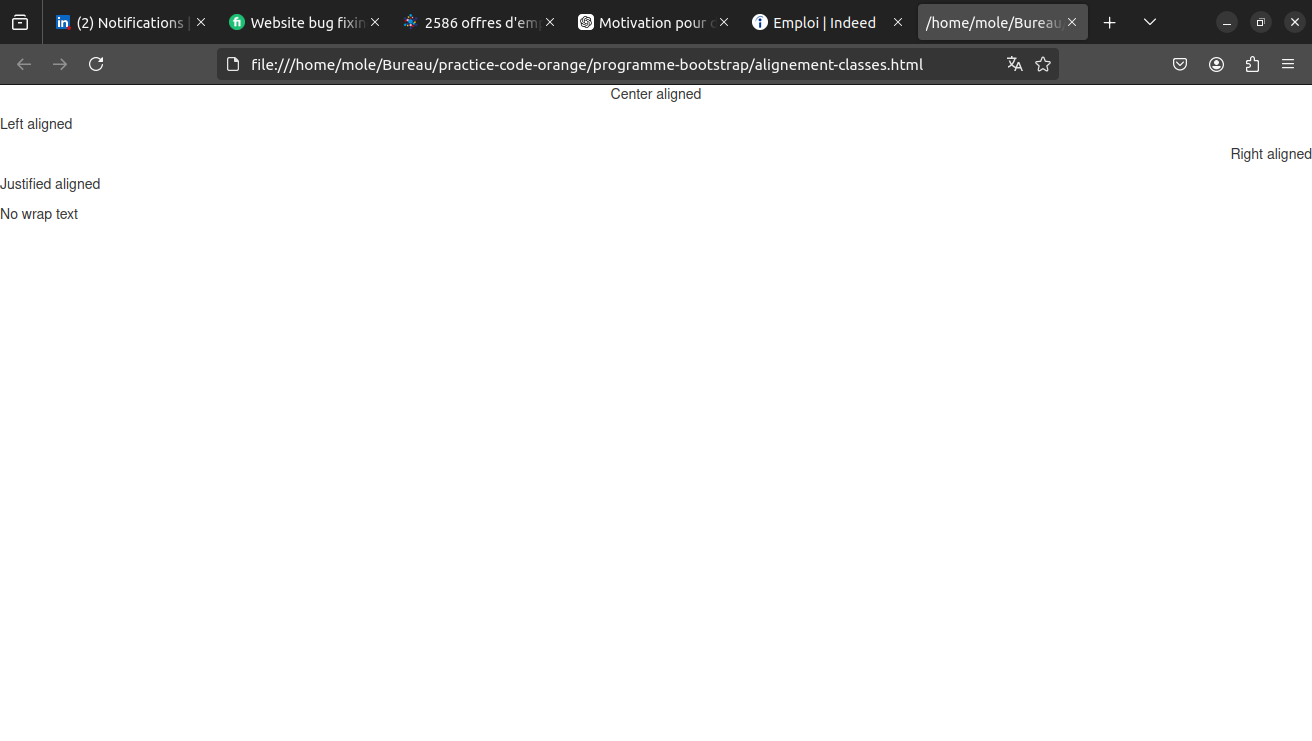 (2) Notifications |
Website bug fixin
2586 offres d'emp
Motivation pour
Emploi | Indeed
/home/mole/Bureau/
file:///home/mole/Bureau/practice-code-orange/programme-bootstrap/alignement-classes.html
Center aligned
Left aligned
Right aligned
Justified aligned
No wrap text